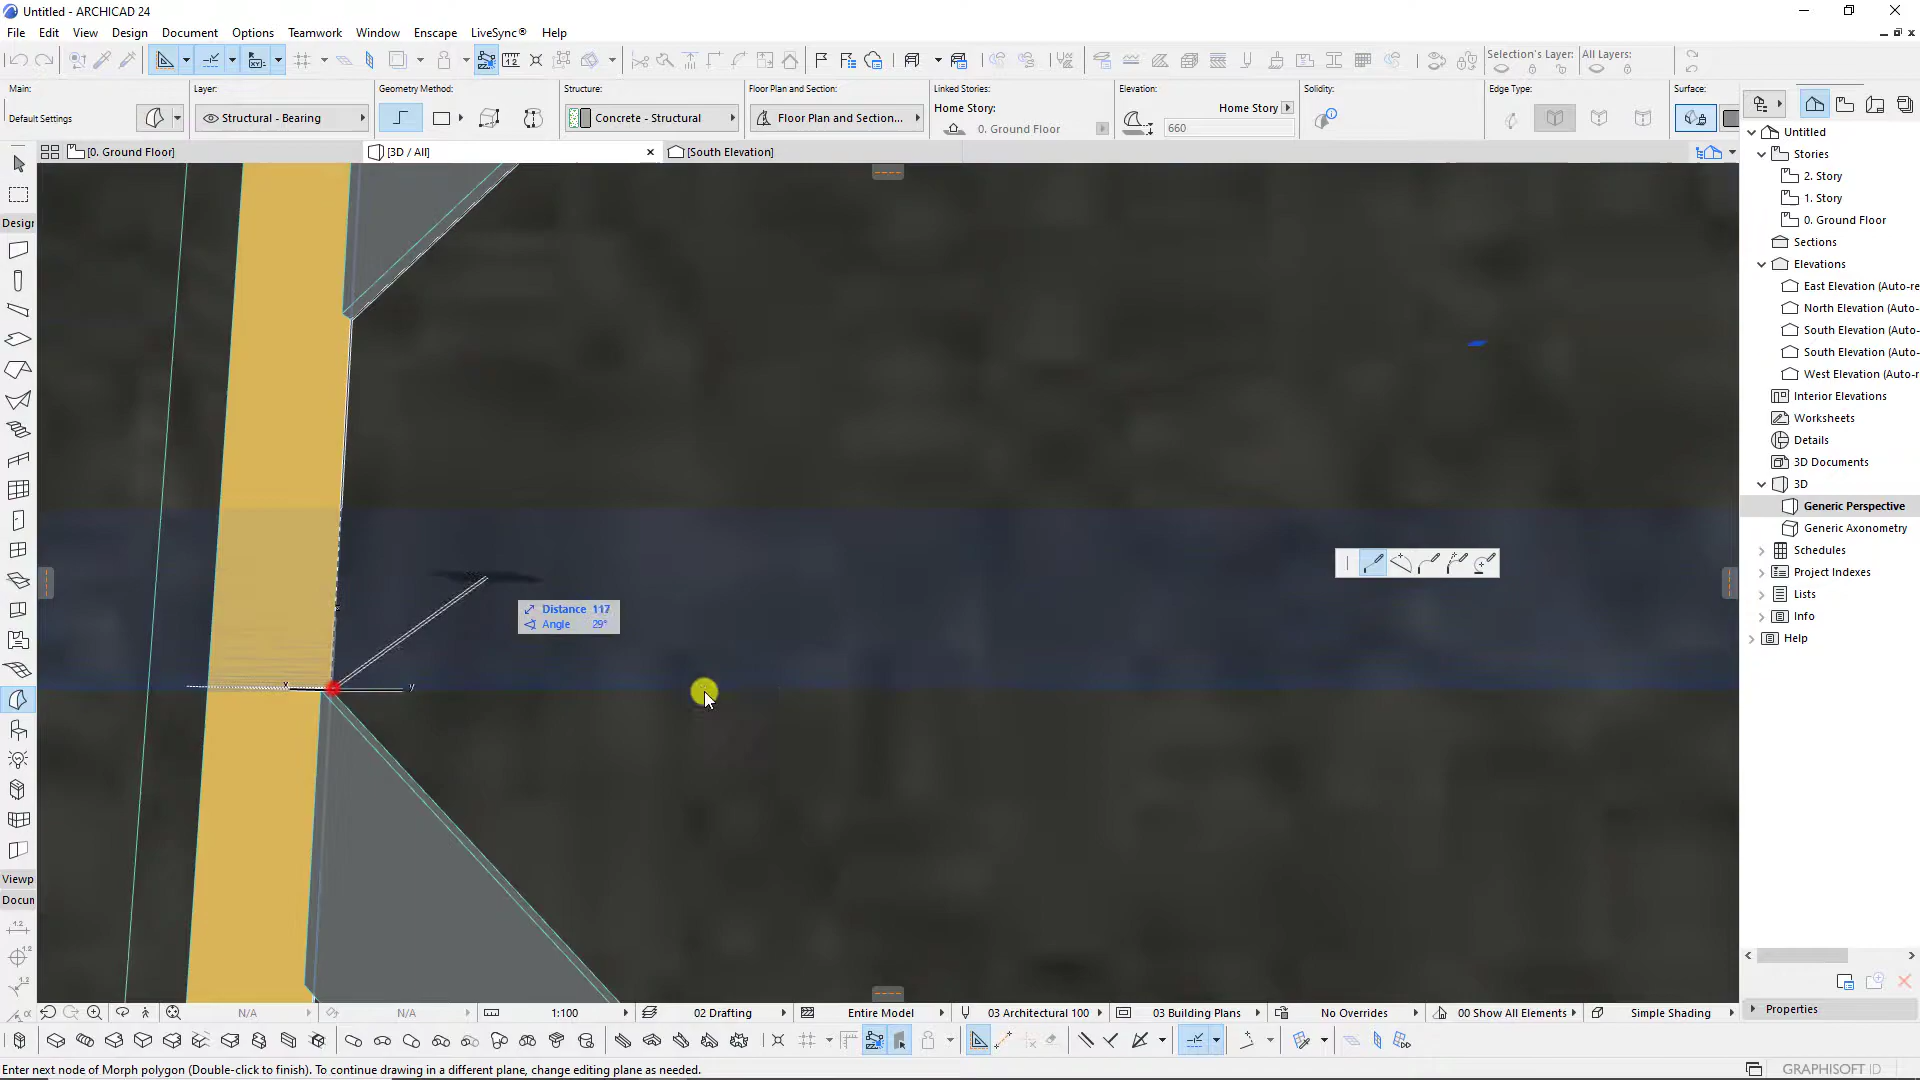 Untitled - ARCHICAD 24
File Edit View Design Document Options Teamwork Window Enscape LiveSync® Help
Selection's Layer: All Layers:
Main: Layer: Geometry Method: Structure: Floor Plan and Section: Linked Stories: Elevation: Solidity: Edge Type: Surface:
Default Settings Structural - Bearing Concrete - Structural Floor Plan and Section... Home Story: 0. Ground Floor Home Story 660
[0. Ground Floor] [3D / All] [South Elevation]
Untitled
Stories
2. Story
1. Story
0. Ground Floor
Sections
Elevations
East Elevation (Auto-re
North Elevation (Auto-
South Elevation (Auto-
South Elevation (Auto-
West Elevation (Auto-r
Interior Elevations
Worksheets
Details
3D Documents
3D
Generic Perspective
Generic Axonometry
Schedules
Project Indexes
Lists
Info
Help
Properties
Design
Viewp
Docum
Distance 117
Angle 29°
x y
N/A N/A 1:100 02 Drafting Entire Model 03 Architectural 100 03 Building Plans No Overrides 00 Show All Elements Simple Shading
Enter next node of Morph polygon (Double-click to finish). To continue drawing in a different plane, change editing plane as needed.
GRAPHISOFT ID